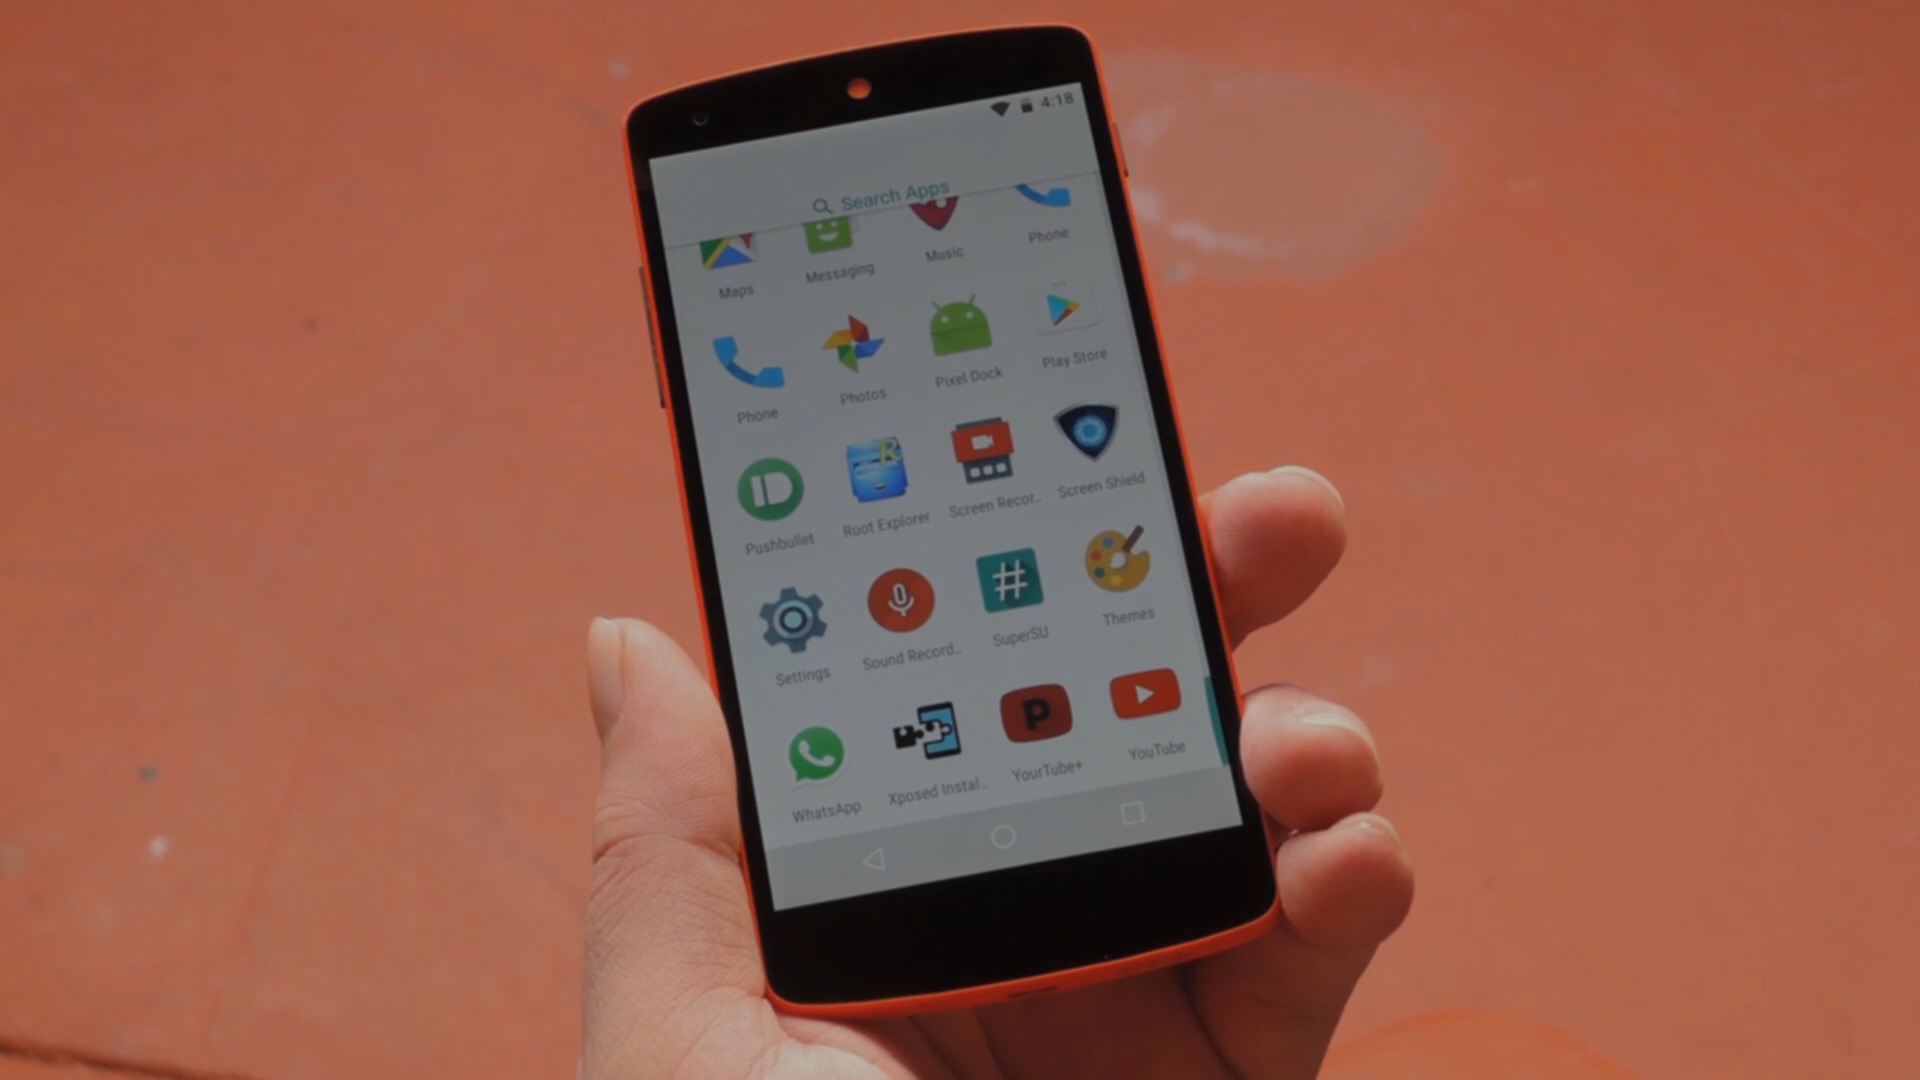 4:18
Search Apps
Maps Messaging Music Phone
Phone Photos Pixel Dock Play Store
Pushbullet Root Explorer Screen Recor.. Screen Shield
Settings Sound Record.. SuperSU Themes
WhatsApp Xposed Instal.. YourTube+ YouTube